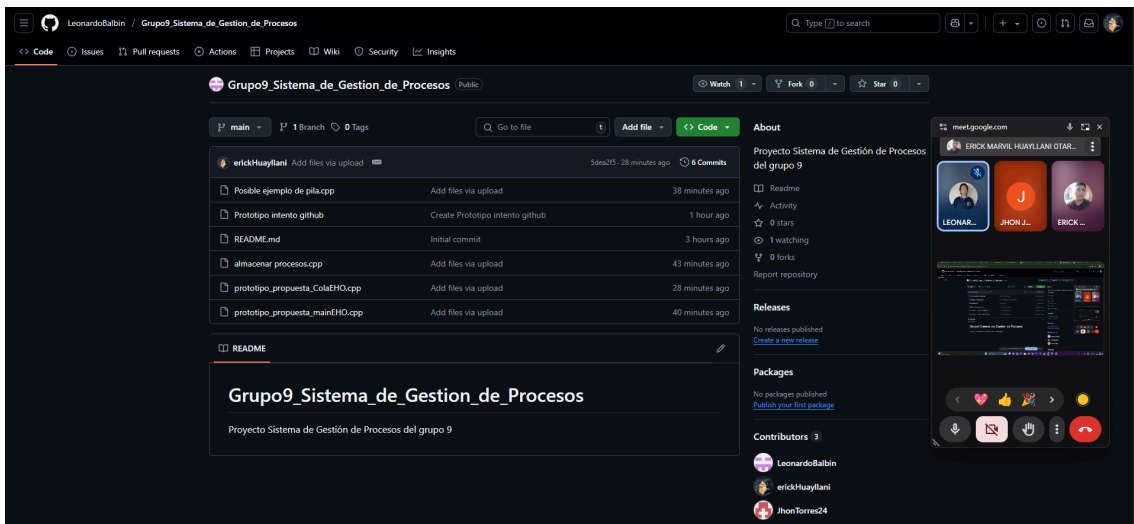 LeonardoBalbin / Grupo9_Sistema_de_Gestion_de_Procesos
Type / to search
Code Issues Pull requests Actions Projects Wiki Security Insights
Grupo9_Sistema_de_Gestion_de_Procesos Public
Watch 1 Fork 0 Star 0
main 1 Branch 0 Tags Go to file t Add file Code
erickHuayllani Add files via upload 5dea2f5 · 28 minutes ago 6 Commits
Posible ejemplo de pila.cpp Add files via upload 38 minutes ago
Prototipo intento github Create Prototipo intento github 1 hour ago
README.md Initial commit 3 hours ago
almacenar procesos.cpp Add files via upload 43 minutes ago
prototipo_propuesta_ColaEHO.cpp Add files via upload 28 minutes ago
prototipo_propuesta_mainEHO.cpp Add files via upload 40 minutes ago
README
Grupo9_Sistema_de_Gestion_de_Procesos
Proyecto Sistema de Gestión de Procesos del grupo 9
About
Proyecto Sistema de Gestión de Procesos
del grupo 9
Readme
Activity
0 stars
1 watching
0 forks
Report repository
Releases
No releases published
Create a new release
Packages
No packages published
Publish your first package
Contributors 3
LeonardoBalbin
erickHuayllani
JhonTorres24
meet.google.com
ERICK MARVIL HUAYLLANI OTAR...
J
LEONAR... JHON J... ERICK ...